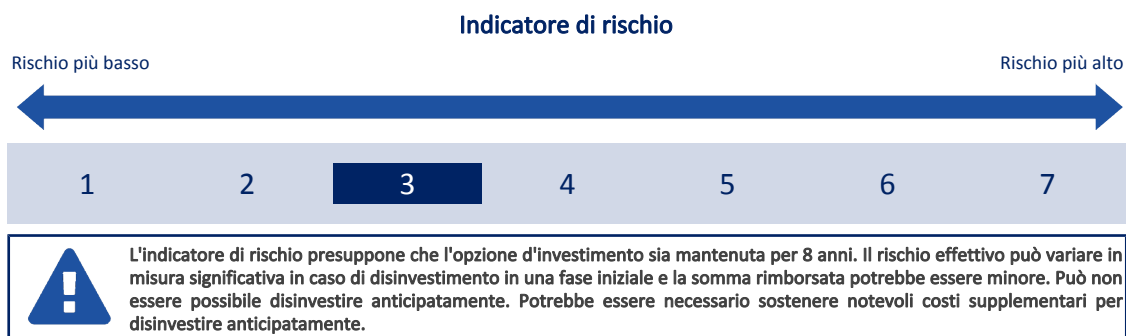 Indicatore di rischio
Rischio più basso
Rischio più alto
1 2 3 4 5 6 7
L'indicatore di rischio presuppone che l'opzione d'investimento sia mantenuta per 8 anni. Il rischio effettivo può variare in
misura significativa in caso di disinvestimento in una fase iniziale e la somma rimborsata potrebbe essere minore. Può non
essere possibile disinvestire anticipatamente. Potrebbe essere necessario sostenere notevoli costi supplementari per
disinvestire anticipatamente.